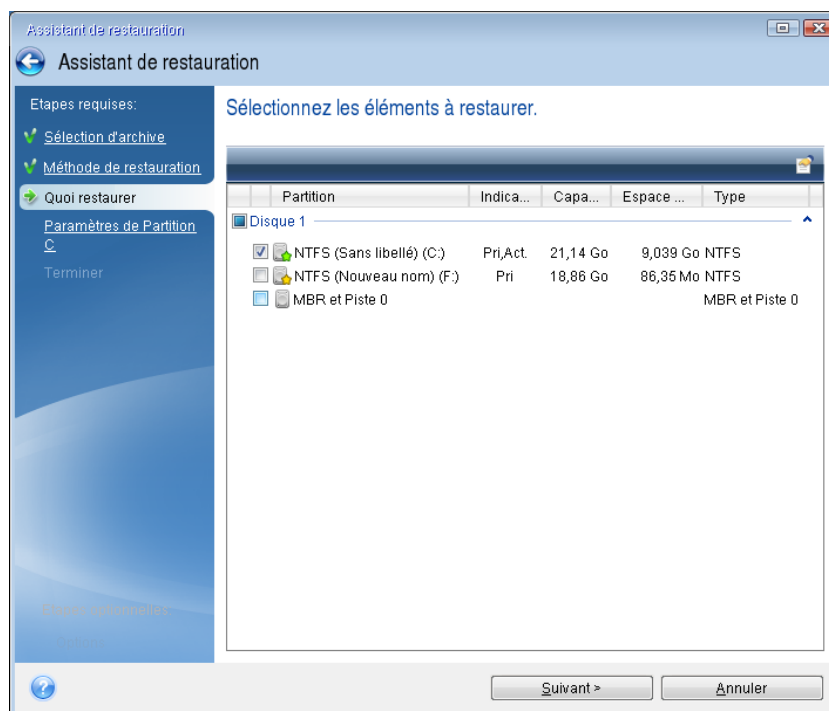 Assistant de restauration
Assistant de restauration
Etapes requises:
Sélection d'archive
Méthode de restauration
Quoi restaurer
Paramètres de Partition
C
Terminer
Sélectionnez les éléments à restaurer.
Partition Indica... Capa... Espace ... Type
Disque 1
NTFS (Sans libellé) (C:) Pri,Act. 21,14 Go 9,039 Go NTFS
NTFS (Nouveau nom) (F:) Pri 18,86 Go 86,35 Mo NTFS
MBR et Piste 0 MBR et Piste 0
Suivant >
Annuler